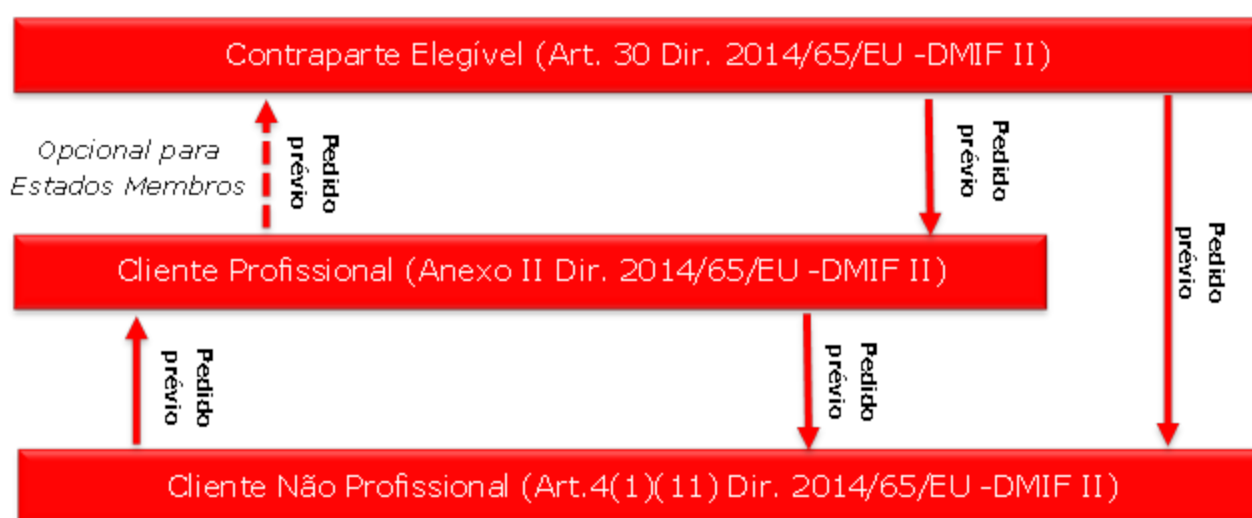 Contraparte Elegível (Art. 30 Dir. 2014/65/EU -DMIF II)
Opcional para
Estados Membros
Pedido
prévio
Pedido
prévio
Pedido
prévio
Cliente Profissional (Anexo II Dir. 2014/65/EU -DMIF II)
Pedido
prévio
Pedido
prévio
Cliente Não Profissional (Art.4(1)(11) Dir. 2014/65/EU -DMIF II)